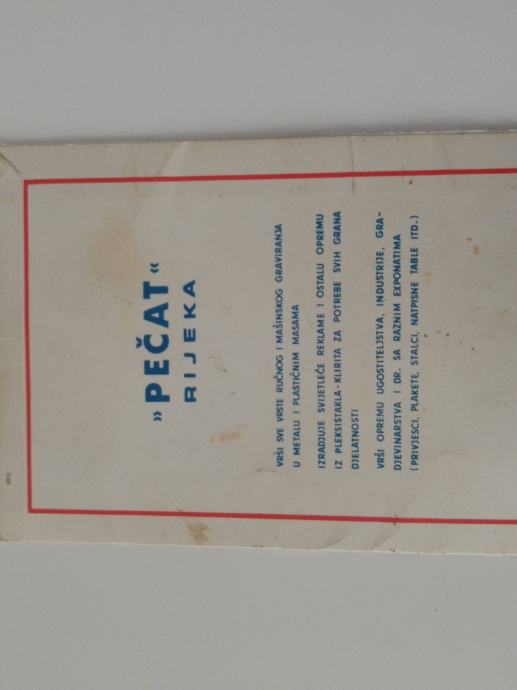 »PEČAT«
RIJEKA
VRŠI SVE VRSTE RUČNOG I MAŠINSKOG GRAVIRANJA
U METALU I PLASTIČNIM MASAMA
IZRADJUJE SVIJETLEĆE REKLAME I OSTALU OPREMU
IZ PLEKSISTAKLA-KLIRITA ZA POTREBE SVIH GRANA
DJELATNOSTI
VRŠI OPREMU UGOSTITELJSTVA, INDUSTRIJE, GRA-
DJEVINARSTVA I DR. SA RAZNIM EXPONATIMA
(PRIVJESCI, PLAKETE, STALCI, NATPISNE TABLE ITD.)